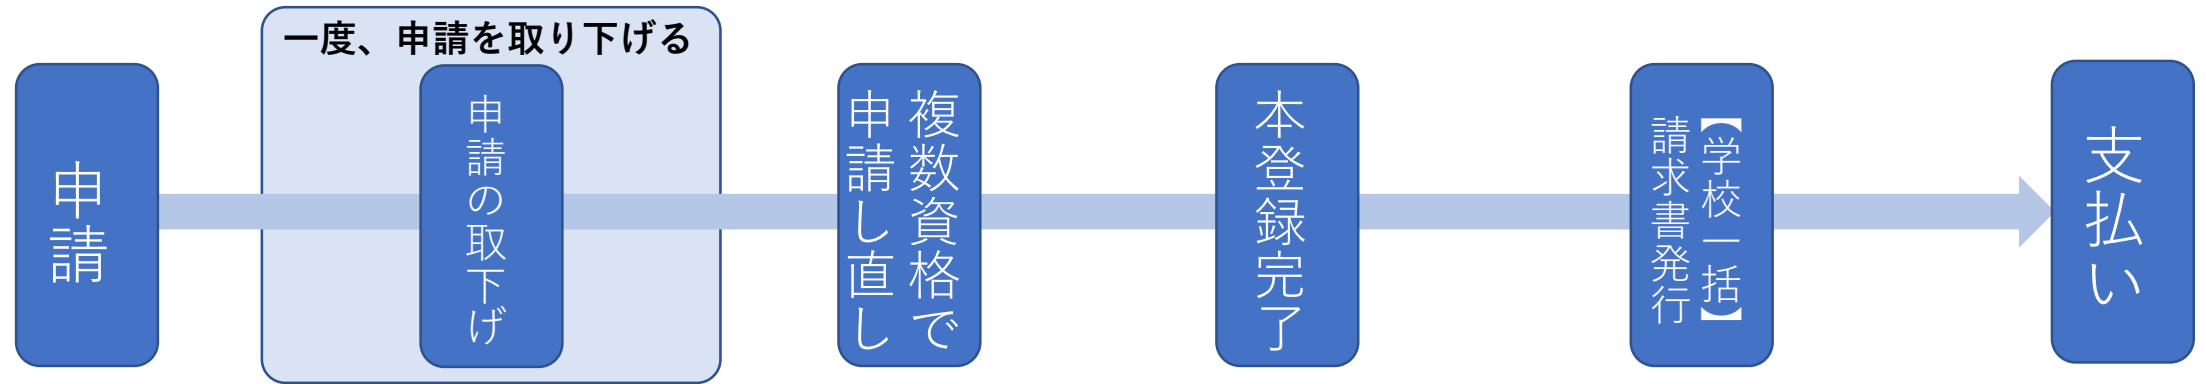 一度、申請を取り下げる
申請
申請の取下げ
複数資格で
申請し直し
本登録完了
【学校一括】
請求書発行
支払い